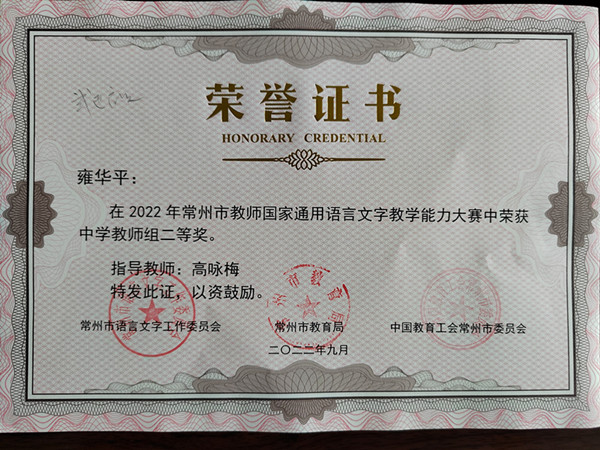 荣誉证书
HONORARY CREDENTIAL
雍华平：
在 2022 年常州市教师国家通用语言文字教学能力大赛中荣获
中学教师组二等奖。
指导教师：高咏梅
特发此证，以资鼓励。
常州市语言文字工作委员会
常州市教育局
中国教育工会常州市委员会
二〇二二年九月